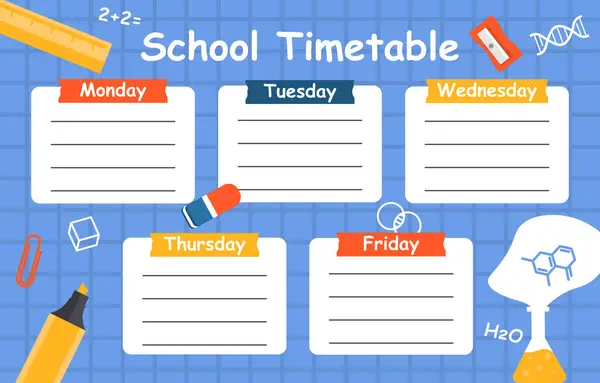 2+2=
School Timetable
Monday
Tuesday
Wednesday
Thursday
Friday
H2O